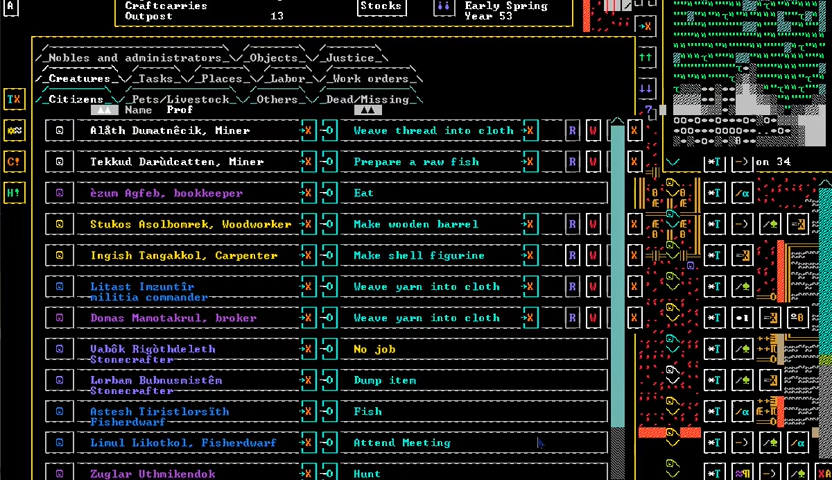 A
Craftcarries
Outpost 13
Stocks
Early Spring
Year 53
Nobles and administrators Objects Justice
Creatures Tasks Places Labor Work orders
Citizens Pets/Livestock Others Dead/Missing
Name Prof
Alåth Dumatnêcik, Miner X Weave thread into cloth X R W X
Tekkud Darùdcatten, Miner X Prepare a raw fish X R W X
on 34
èzum Agfeb, bookkeeper X Eat
Stukos Asolbomrek, Woodworker X Make wooden barrel X R W X
Ingish Tangakkol, Carpenter X Make shell figurine X R W X
Litast Imzuntîr
militia commander
X Weave yarn into cloth X R W X
Domas Mamotakrul, broker X Weave yarn into cloth X R W X
Vabôk Rigòthdeleth
Stonecrafter
X No job
Lorbam Bubnusmistêm
Stonecrafter
X Dump item
Astesh Tiristlorsïth
Fisherdwarf
X Fish
Limul Likotkol, Fisherdwarf X Attend Meeting
Zuglar Uthmikendok X Hunt